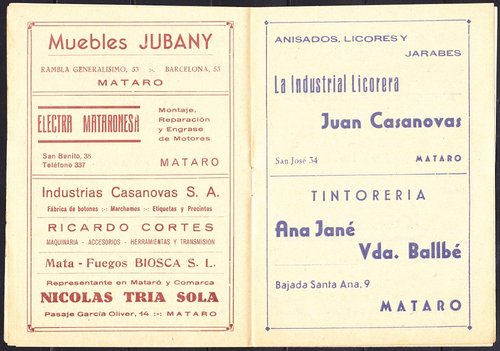 Muebles JUBANY
RAMBLA GENERALISIMO, 53 :-. BARCELONA, 53
MATARO
ELECTRA MATARONESA
Montaje,
Reparación
y Engrase
de Motores
San Benito, 38
Teléfono 337
MATARO
Industrias Casanovas S. A.
Fábrica de botones :-: Marchamos :-: Etiquetas y Precintos
RICARDO CORTES
MAQUINARIA - ACCESORIOS - HERRAMIENTAS Y TRANSMISION
Mata - Fuegos BIOSCA S. L.
Representante en Mataró y Comarca
NICOLAS TRIA SOLA
Pasaje García Oliver, 14 :-: MATARO
ANISADOS, LICORES Y
JARABES
La Industrial Licorera
Juan Casanovas
San José 34
MATARO
TINTORERIA
Ana Jané
Vda. Ballbé
Bajada Santa Ana, 9
MATARO